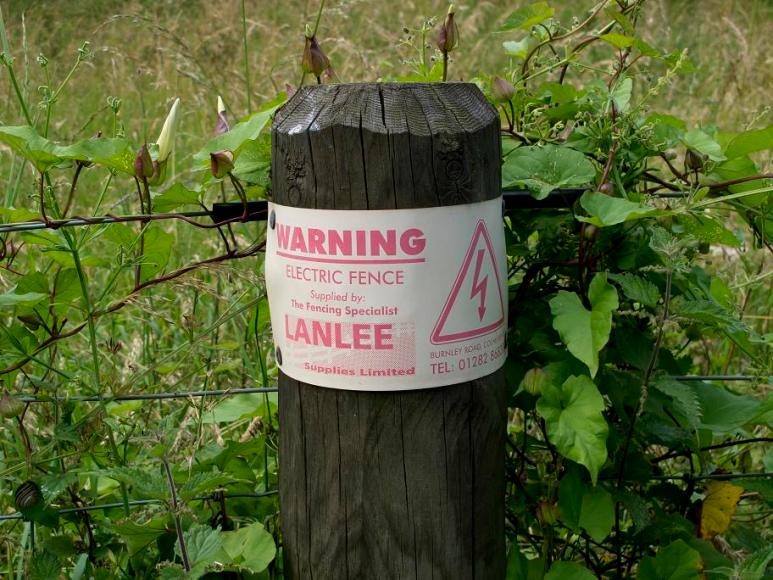 WARNING
ELECTRIC FENCE
Supplied by:
The Fencing Specialist
LANLEE
Supplies Limited
BURNLEY ROAD,
TEL: 01282